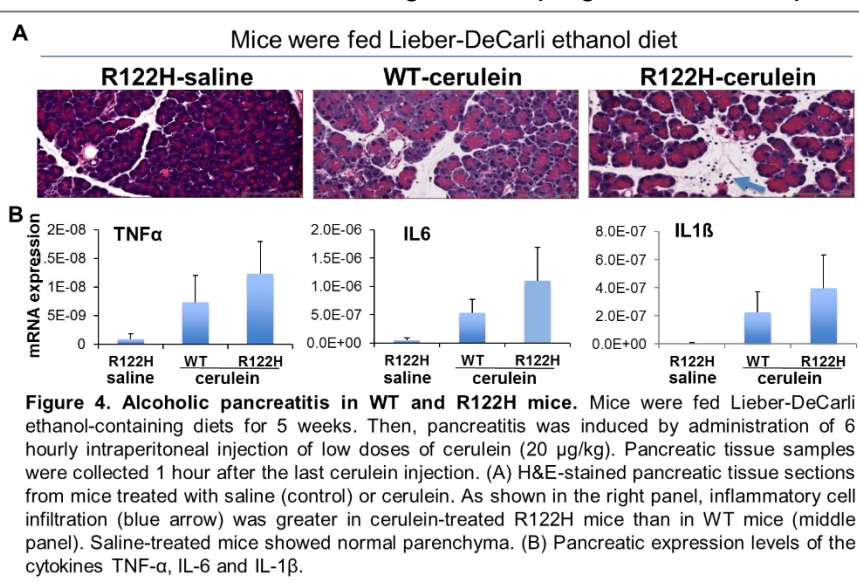 A
Mice were fed Lieber-DeCarli ethanol diet
R122H-saline WT-cerulein R122H-cerulein
B
mRNA expression
TNFα
2E-08
.5E-08
1E-08
5E-09
0
R122H WT R122H
saline cerulein
IL6
2.0E-06
1.5E-06
1.0E-06
5.0E-07
0.0E+00
R122H WT R122H
saline cerulein
IL1ß
8.0E-07
6.0E-07
4.0E-07
2.0E-07
0.0E+00
R122H WT R122H
saline cerulein
Figure 4. Alcoholic pancreatitis in WT and R122H mice. Mice were fed Lieber-DeCarli
ethanol-containing diets for 5 weeks. Then, pancreatitis was induced by administration of 6
hourly intraperitoneal injection of low doses of cerulein (20 µg/kg). Pancreatic tissue samples
were collected 1 hour after the last cerulein injection. (A) H&E-stained pancreatic tissue sections
from mice treated with saline (control) or cerulein. As shown in the right panel, inflammatory cell
infiltration (blue arrow) was greater in cerulein-treated R122H mice than in WT mice (middle
panel). Saline-treated mice showed normal parenchyma. (B) Pancreatic expression levels of the
cytokines TNF-α, IL-6 and IL-1β.